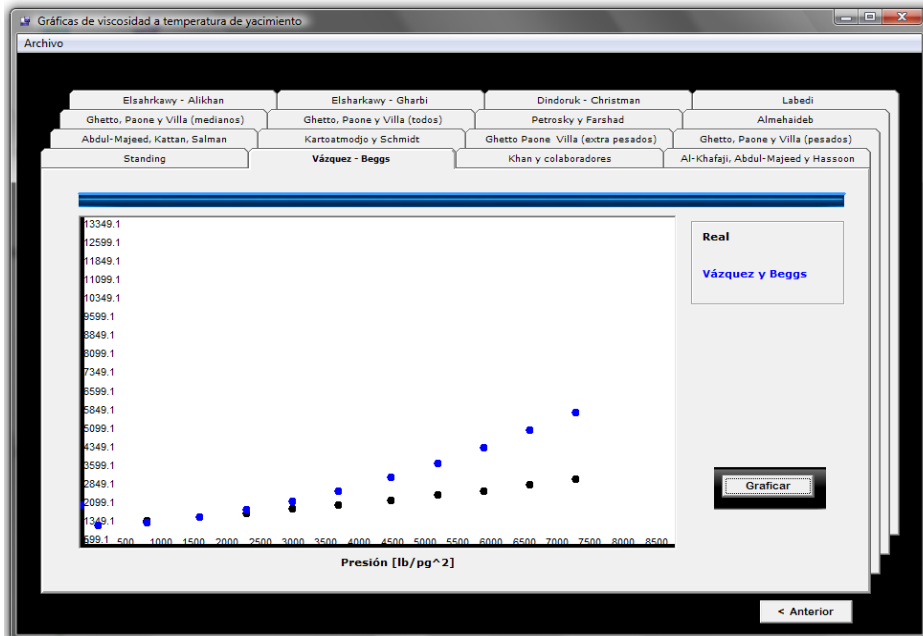 Gráficas de viscosidad a temperatura de yacimiento
Archivo
Elsahrkawy - Alikhan
Elsharkawy - Gharbi
Dindoruk - Christman
Labedi
Ghetto, Paone y Villa (medianos)
Ghetto, Paone y Villa (todos)
Petrosky y Farshad
Almehaideb
Abdul-Majeed, Kattan, Salman
Kartoatmodjo y Schmidt
Ghetto Paone Villa (extra pesados)
Ghetto, Paone y Villa (pesados)
Standing
Vázquez - Beggs
Khan y colaboradores
Al-Khafaji, Abdul-Majeed y Hassoon
13349.1
12599.1
11849.1
11099.1
10349.1
9599.1
8849.1
8099.1
7349.1
6599.1
5849.1
5099.1
4349.1
3599.1
2849.1
2099.1
1349.1
599.1
500 1000 1500 2000 2500 3000 3500 4000 4500 5000 5500 6000 6500 7000 7500 8000 8500
Presión [lb/pg^2]
Real
Vázquez y Beggs
Graficar
< Anterior